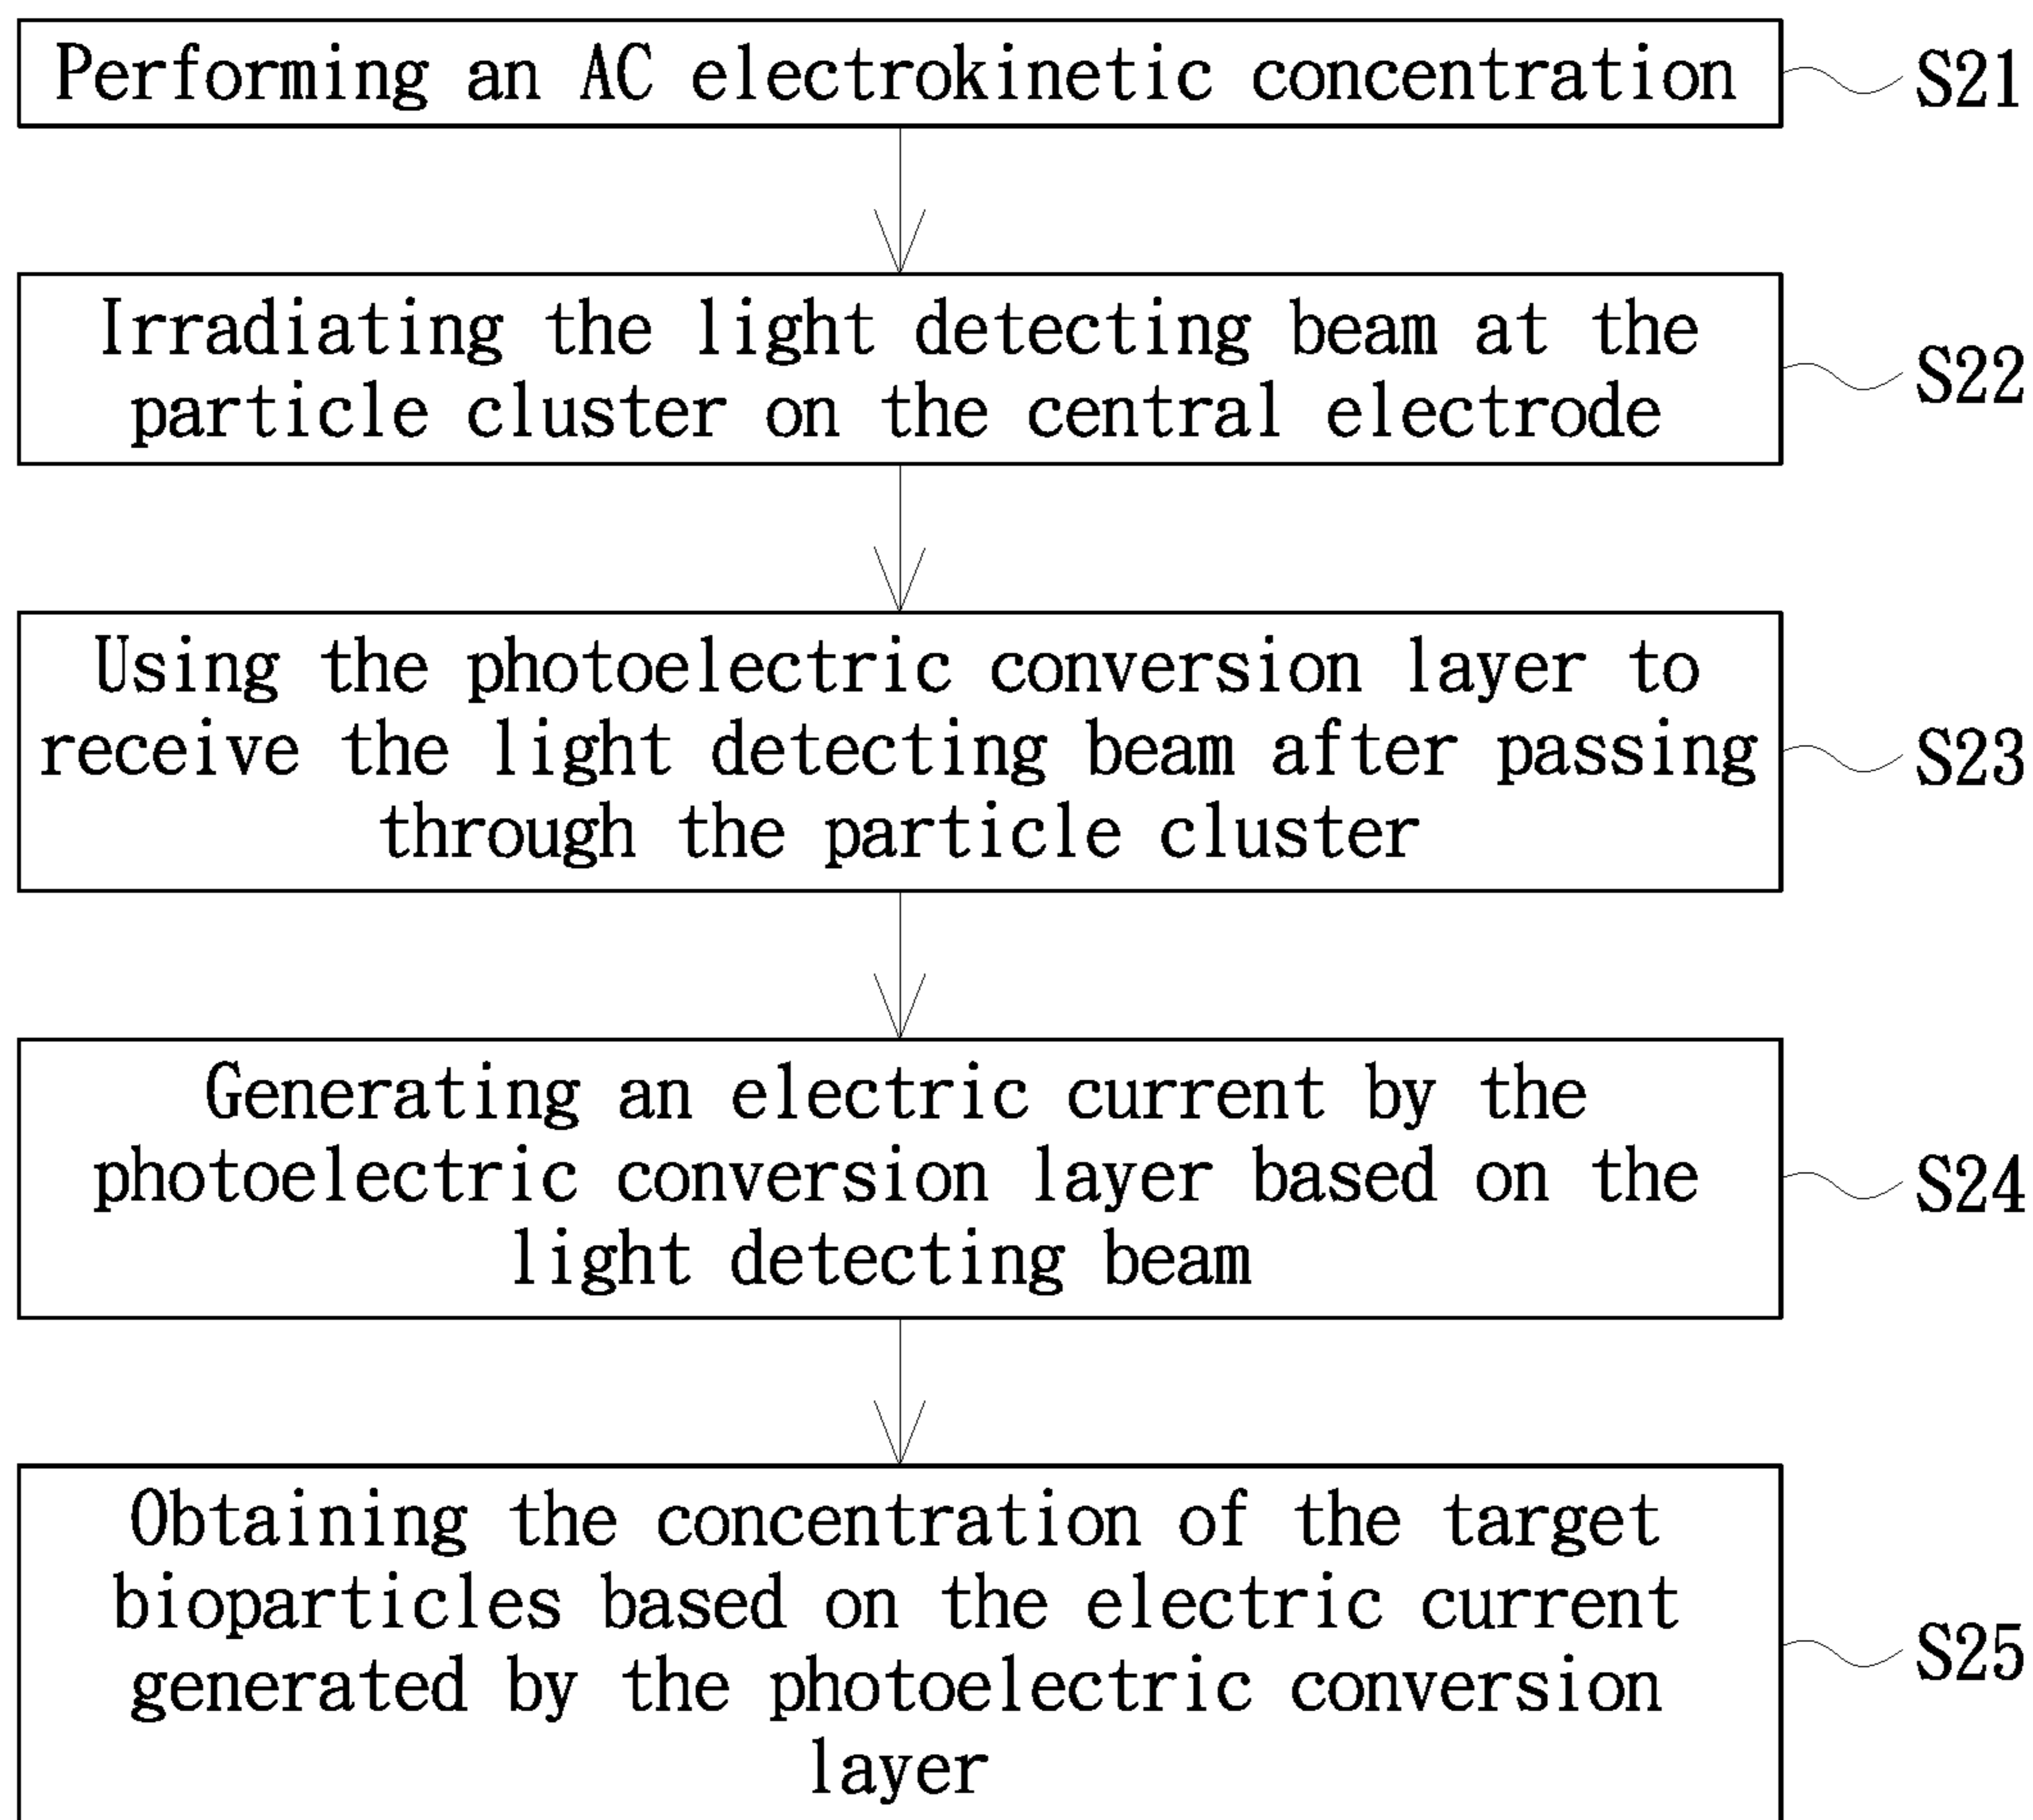 Performing an AC electrokinetic concentration
S21
Irradiating the light detecting beam at the
particle cluster on the central electrode
S22
Using the photoelectric conversion layer to
receive the light detecting beam after passing
through the particle cluster
S23
Generating an electric current by the
photoelectric conversion layer based on the
light detecting beam
S24
Obtaining the concentration of the target
bioparticles based on the electric current
generated by the photoelectric conversion
layer
S25